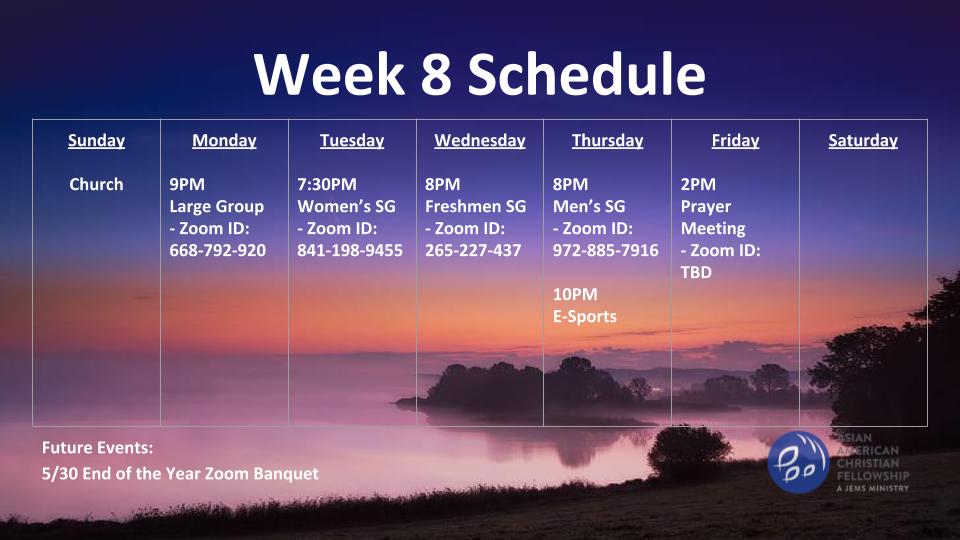 Week 8 Schedule
Sunday
Church
Monday
9PM
Large Group
- Zoom ID:
668-792-920
Tuesday
7:30PM
Women’s SG
- Zoom ID:
841-198-9455
Wednesday
8PM
Freshmen SG
- Zoom ID:
265-227-437
Thursday
8PM
Men’s SG
- Zoom ID:
972-885-7916
10PM
E-Sports
Friday
2PM
Prayer
Meeting
- Zoom ID:
TBD
Saturday
Future Events:
5/30 End of the Year Zoom Banquet
ASIAN
AMERICAN
CHRISTIAN
FELLOWSHIP
A JEMS MINISTRY